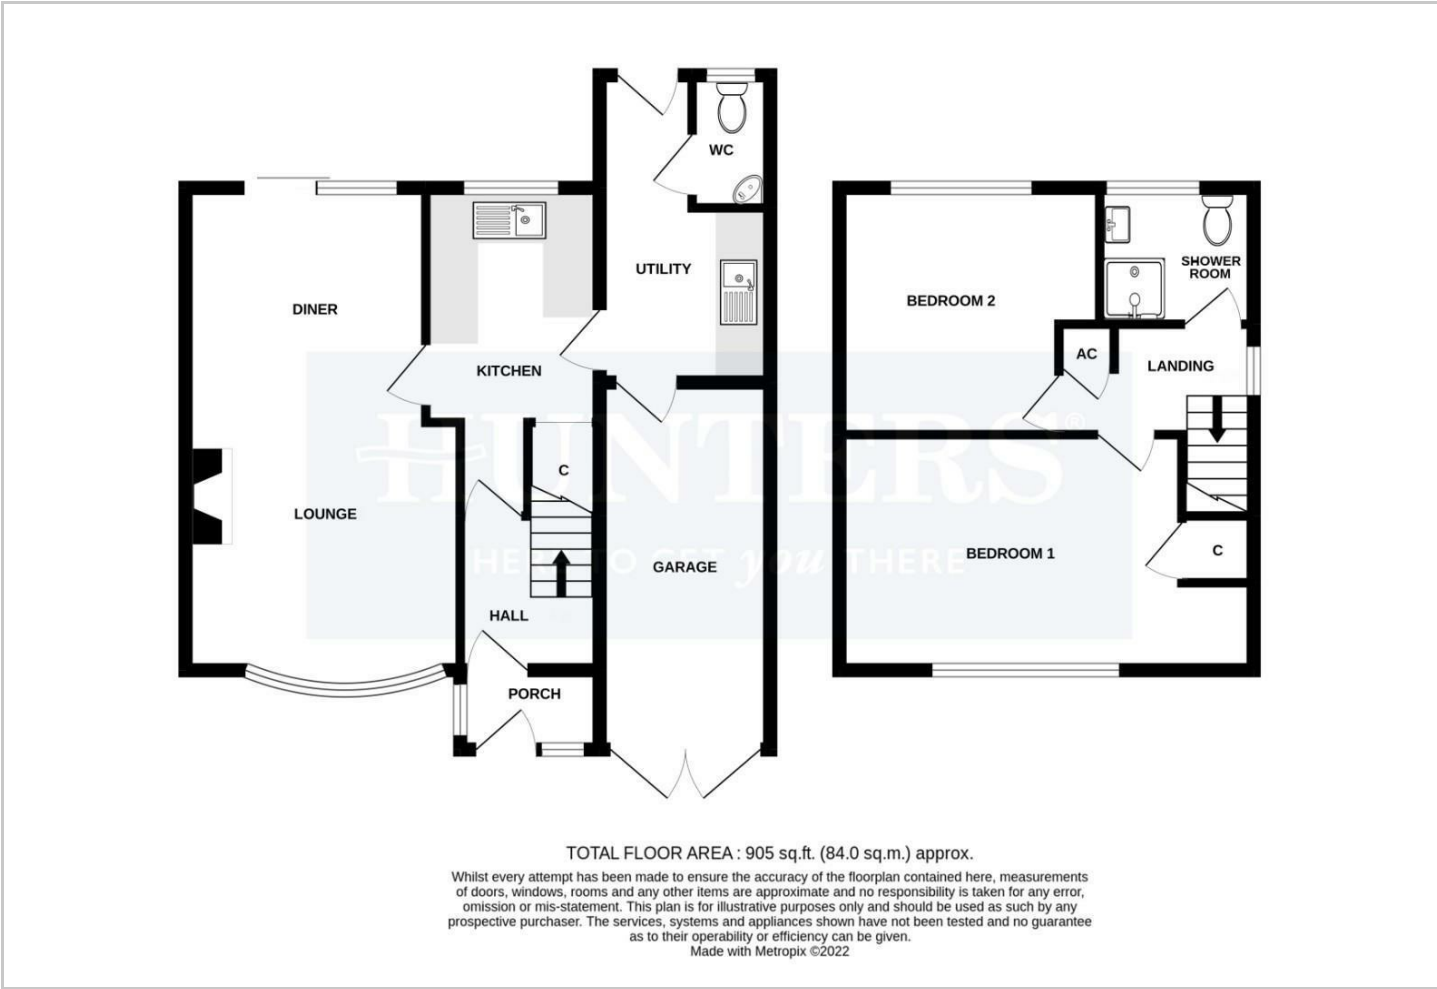 WC
UTILITY
DINER
KITCHEN
C
LOUNGE
GARAGE
HALL
PORCH
SHOWER
ROOM
BEDROOM 2
AC
LANDING
BEDROOM 1
C
HUNTERS®
HERE TO GET you THERE
TOTAL FLOOR AREA : 905 sq.ft. (84.0 sq.m.) approx.
Whilst every attempt has been made to ensure the accuracy of the floorplan contained here, measurements
of doors, windows, rooms and any other items are approximate and no responsibility is taken for any error,
omission or mis-statement. This plan is for illustrative purposes only and should be used as such by any
prospective purchaser. The services, systems and appliances shown have not been tested and no guarantee
as to their operability or efficiency can be given.
Made with Metropix ©2022